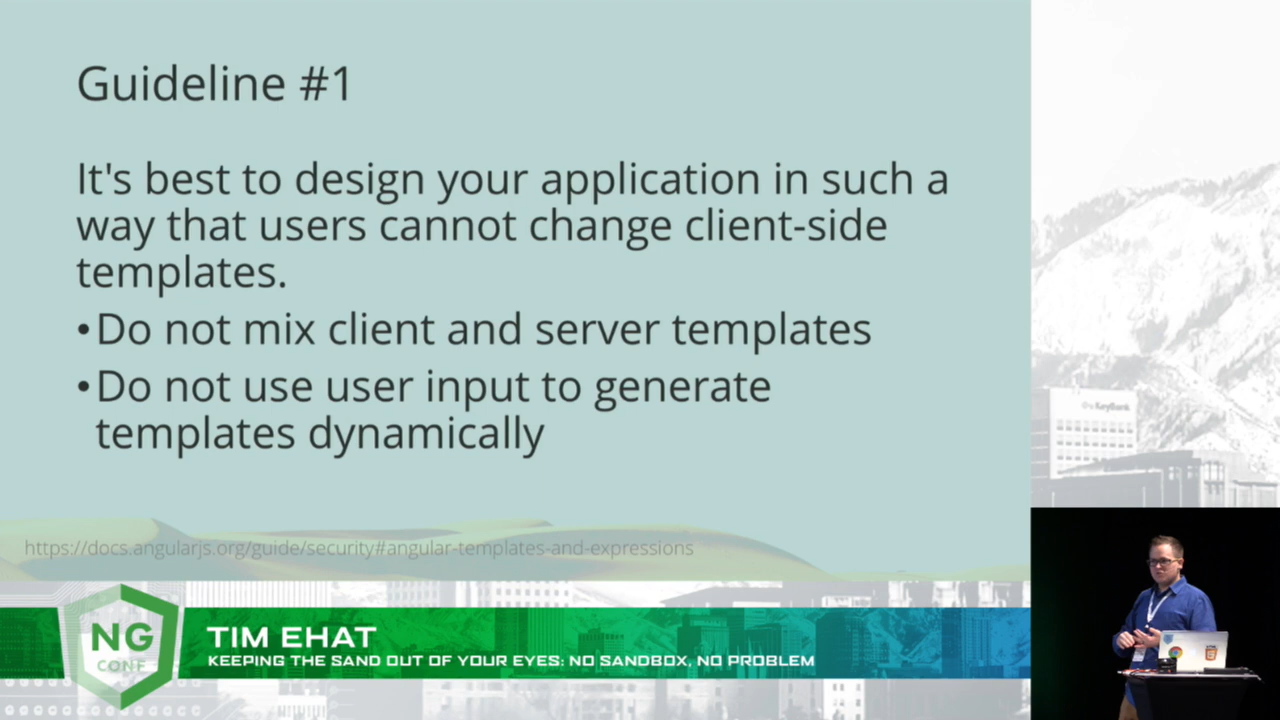 Guideline #1
It's best to design your application in such a
way that users cannot change client-side
templates.
•Do not mix client and server templates
•Do not use user input to generate
templates dynamically
https://docs.angularjs.org/guide/security#angular-templates-and-expressions
KeyBank
NG
CONF
TIM EHAT
KEEPING THE SAND OUT OF YOUR EYES: NO SANDBOX, NO PROBLEM